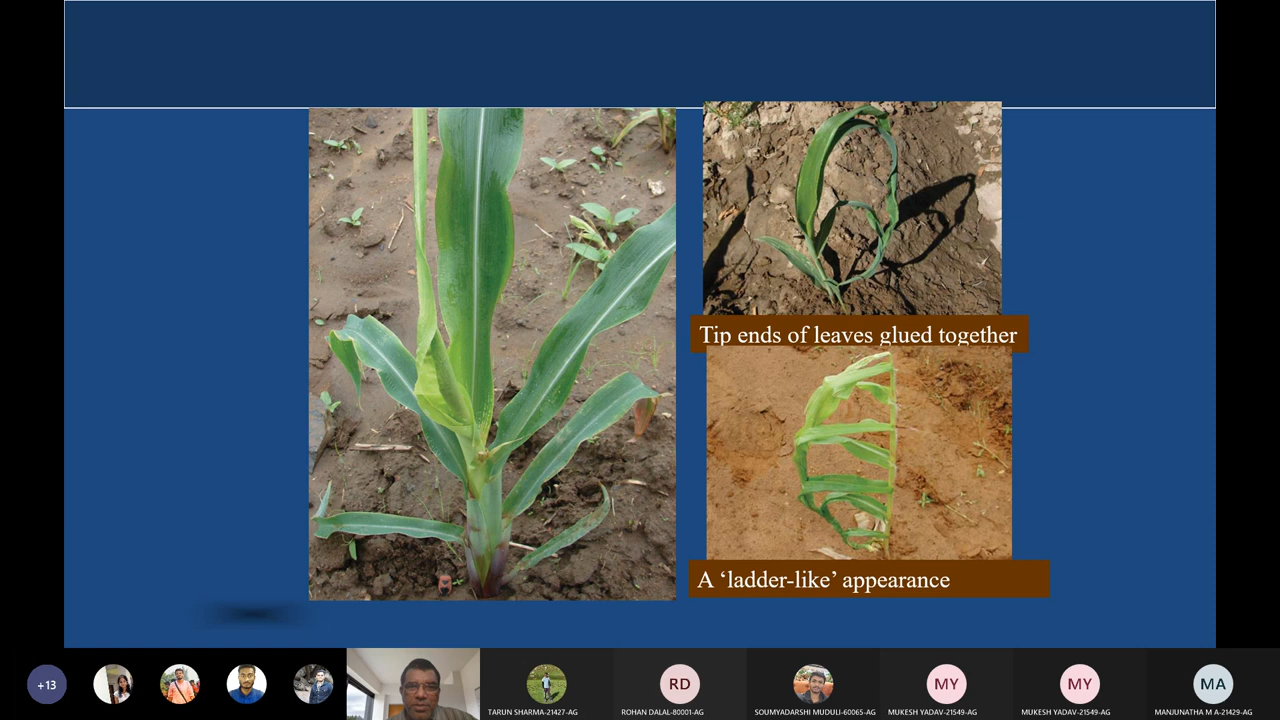 Tip ends of leaves glued together
A ‘ladder-like’ appearance
+13
TARUN SHARMA-21427-AG
RD
ROHAN DALAL-80001-AG
SOUMYADARSHI MUDULI-60065-AG
MY
MUKESH YADAV-21549-AG
MY
MUKESH YADAV-21549-AG
MA
MANJUNATHA M A-21429-AG